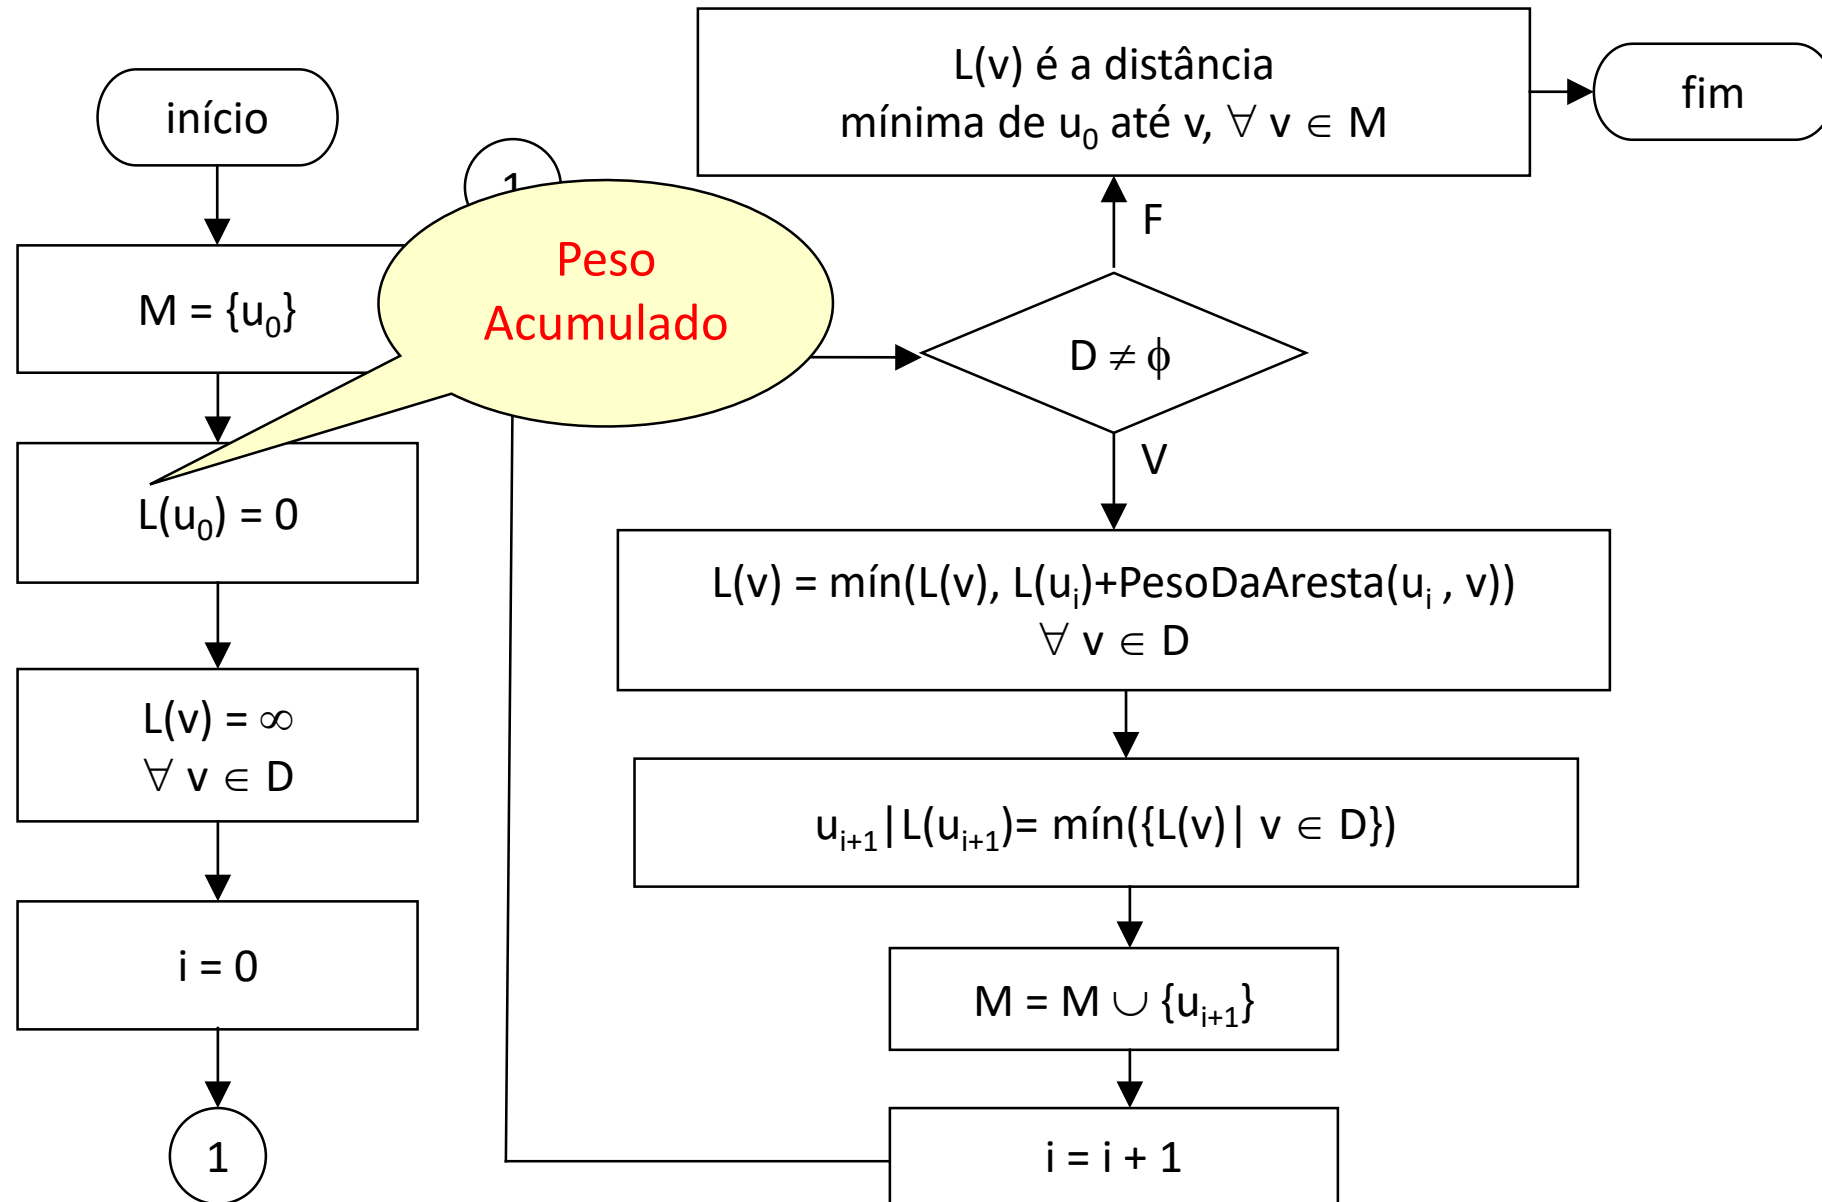 início
M = {u₀}
L(u₀) = 0
L(v) = ∞
∀ v ∈ D
i = 0
1
1
Peso
Acumulado
L(v) é a distância
mínima de u₀ até v, ∀ v ∈ M
fim
F
D ≠ ϕ
V
L(v) = mín(L(v), L(uᵢ)+PesoDaAresta(uᵢ , v))
∀ v ∈ D
uᵢ₊₁|L(uᵢ₊₁)= mín({L(v)| v ∈ D})
M = M ∪ {uᵢ₊₁}
i = i + 1